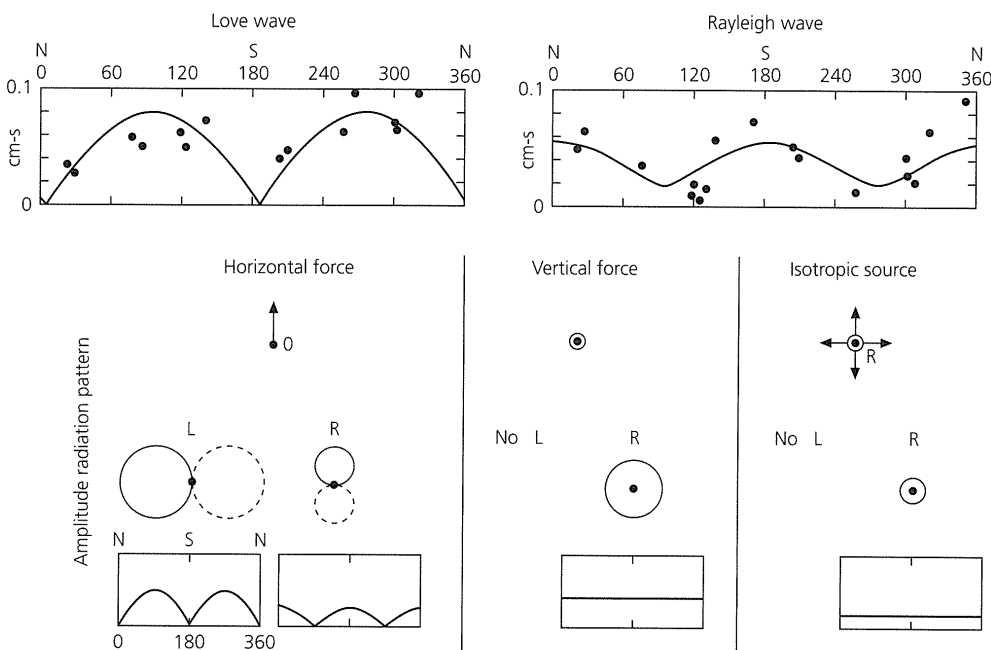 Love wave
N S N
0 60 120 180 240 300 360
0.1
cm-s
0
Rayleigh wave
N S N
0 60 120 180 240 300 360
0.1
cm-s
0
Amplitude radiation pattern
Horizontal force
0
L R
N S N
0 180 360
Vertical force
No L R
Isotropic source
R
No L R